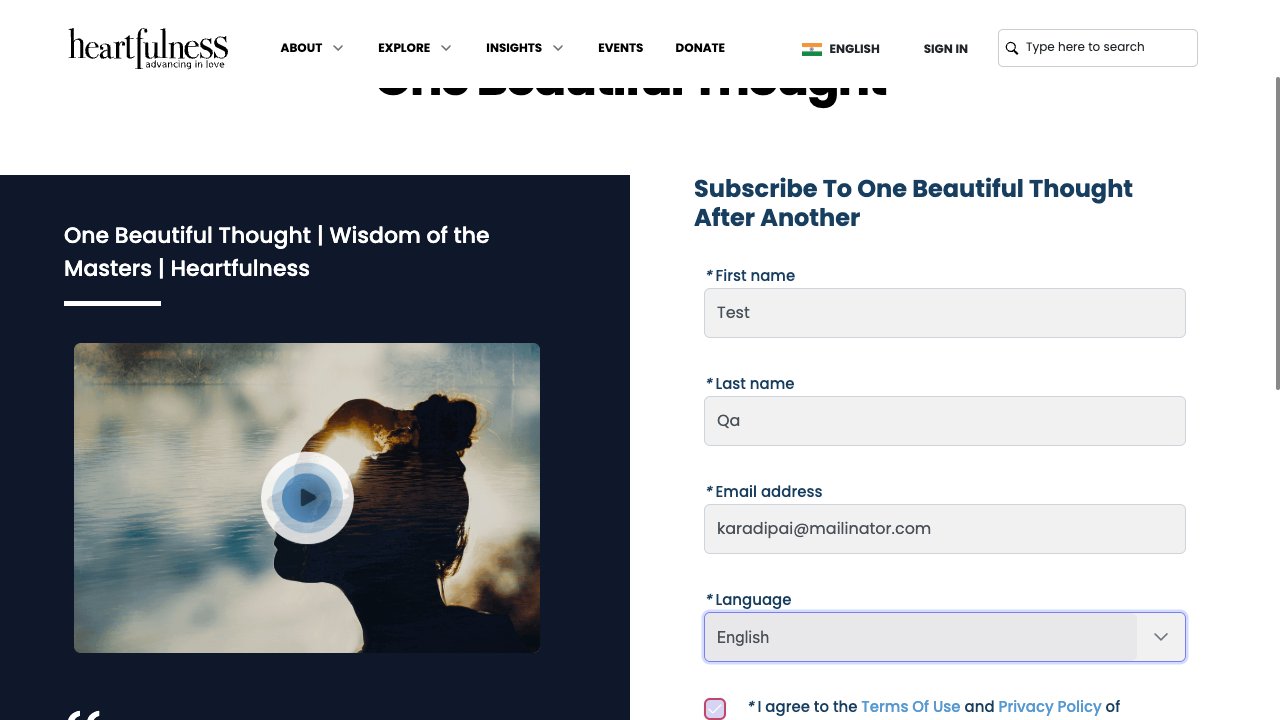 heartfulness
advancing in love
ABOUT EXPLORE INSIGHTS EVENTS DONATE ENGLISH SIGN IN Type here to search
One Beautiful Thought
One Beautiful Thought | Wisdom of the
Masters | Heartfulness
“
Subscribe To One Beautiful Thought
After Another
*First name
Test
*Last name
Qa
*Email address
karadipai@mailinator.com
*Language
English
*I agree to the Terms Of Use and Privacy Policy of